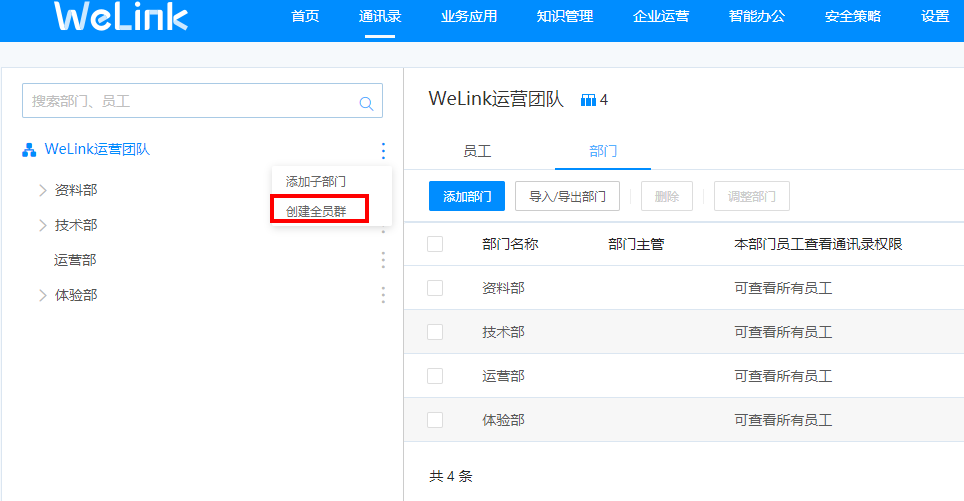 WeLink 首页 通讯录 业务应用 知识管理 企业运营 智能办公 安全策略 设置
搜索部门、员工
WeLink运营团队
添加子部门
创建全员群
资料部
技术部
运营部
体验部
WeLink运营团队 4
员工 部门
添加部门 导入/导出部门 删除 调整部门
部门名称 部门主管 本部门员工查看通讯录权限
资料部 可查看所有员工
技术部 可查看所有员工
运营部 可查看所有员工
体验部 可查看所有员工
共 4 条